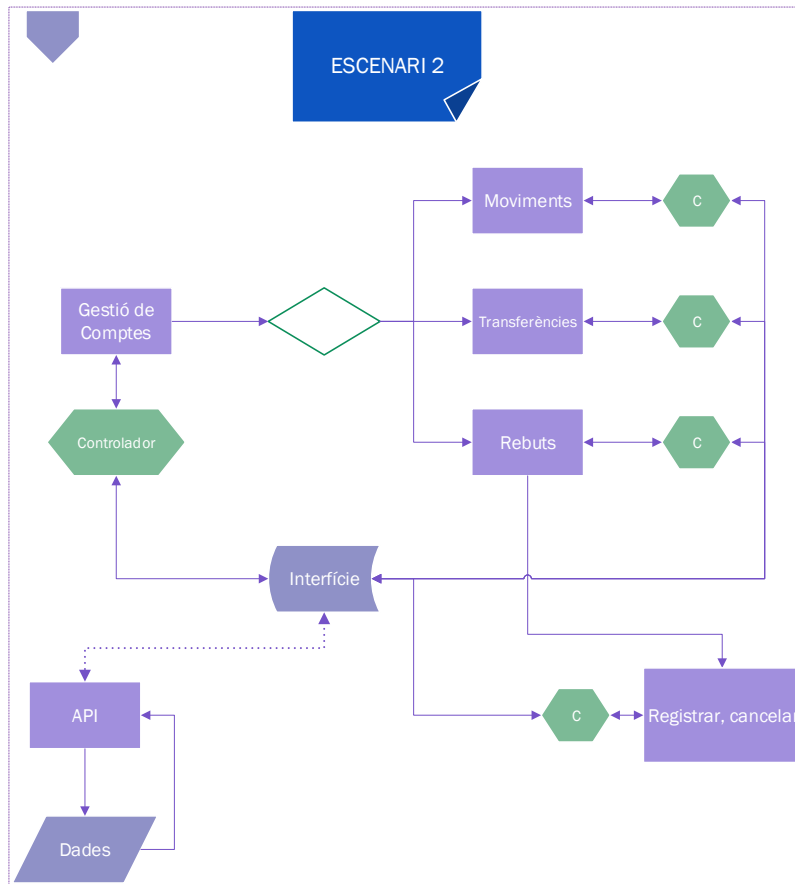 ESCENARI 2
Moviments
C
Gestió de
Comptes
Transferències
C
Controlador
Rebuts
C
Interfície
API
C
Registrar, cancelar
Dades